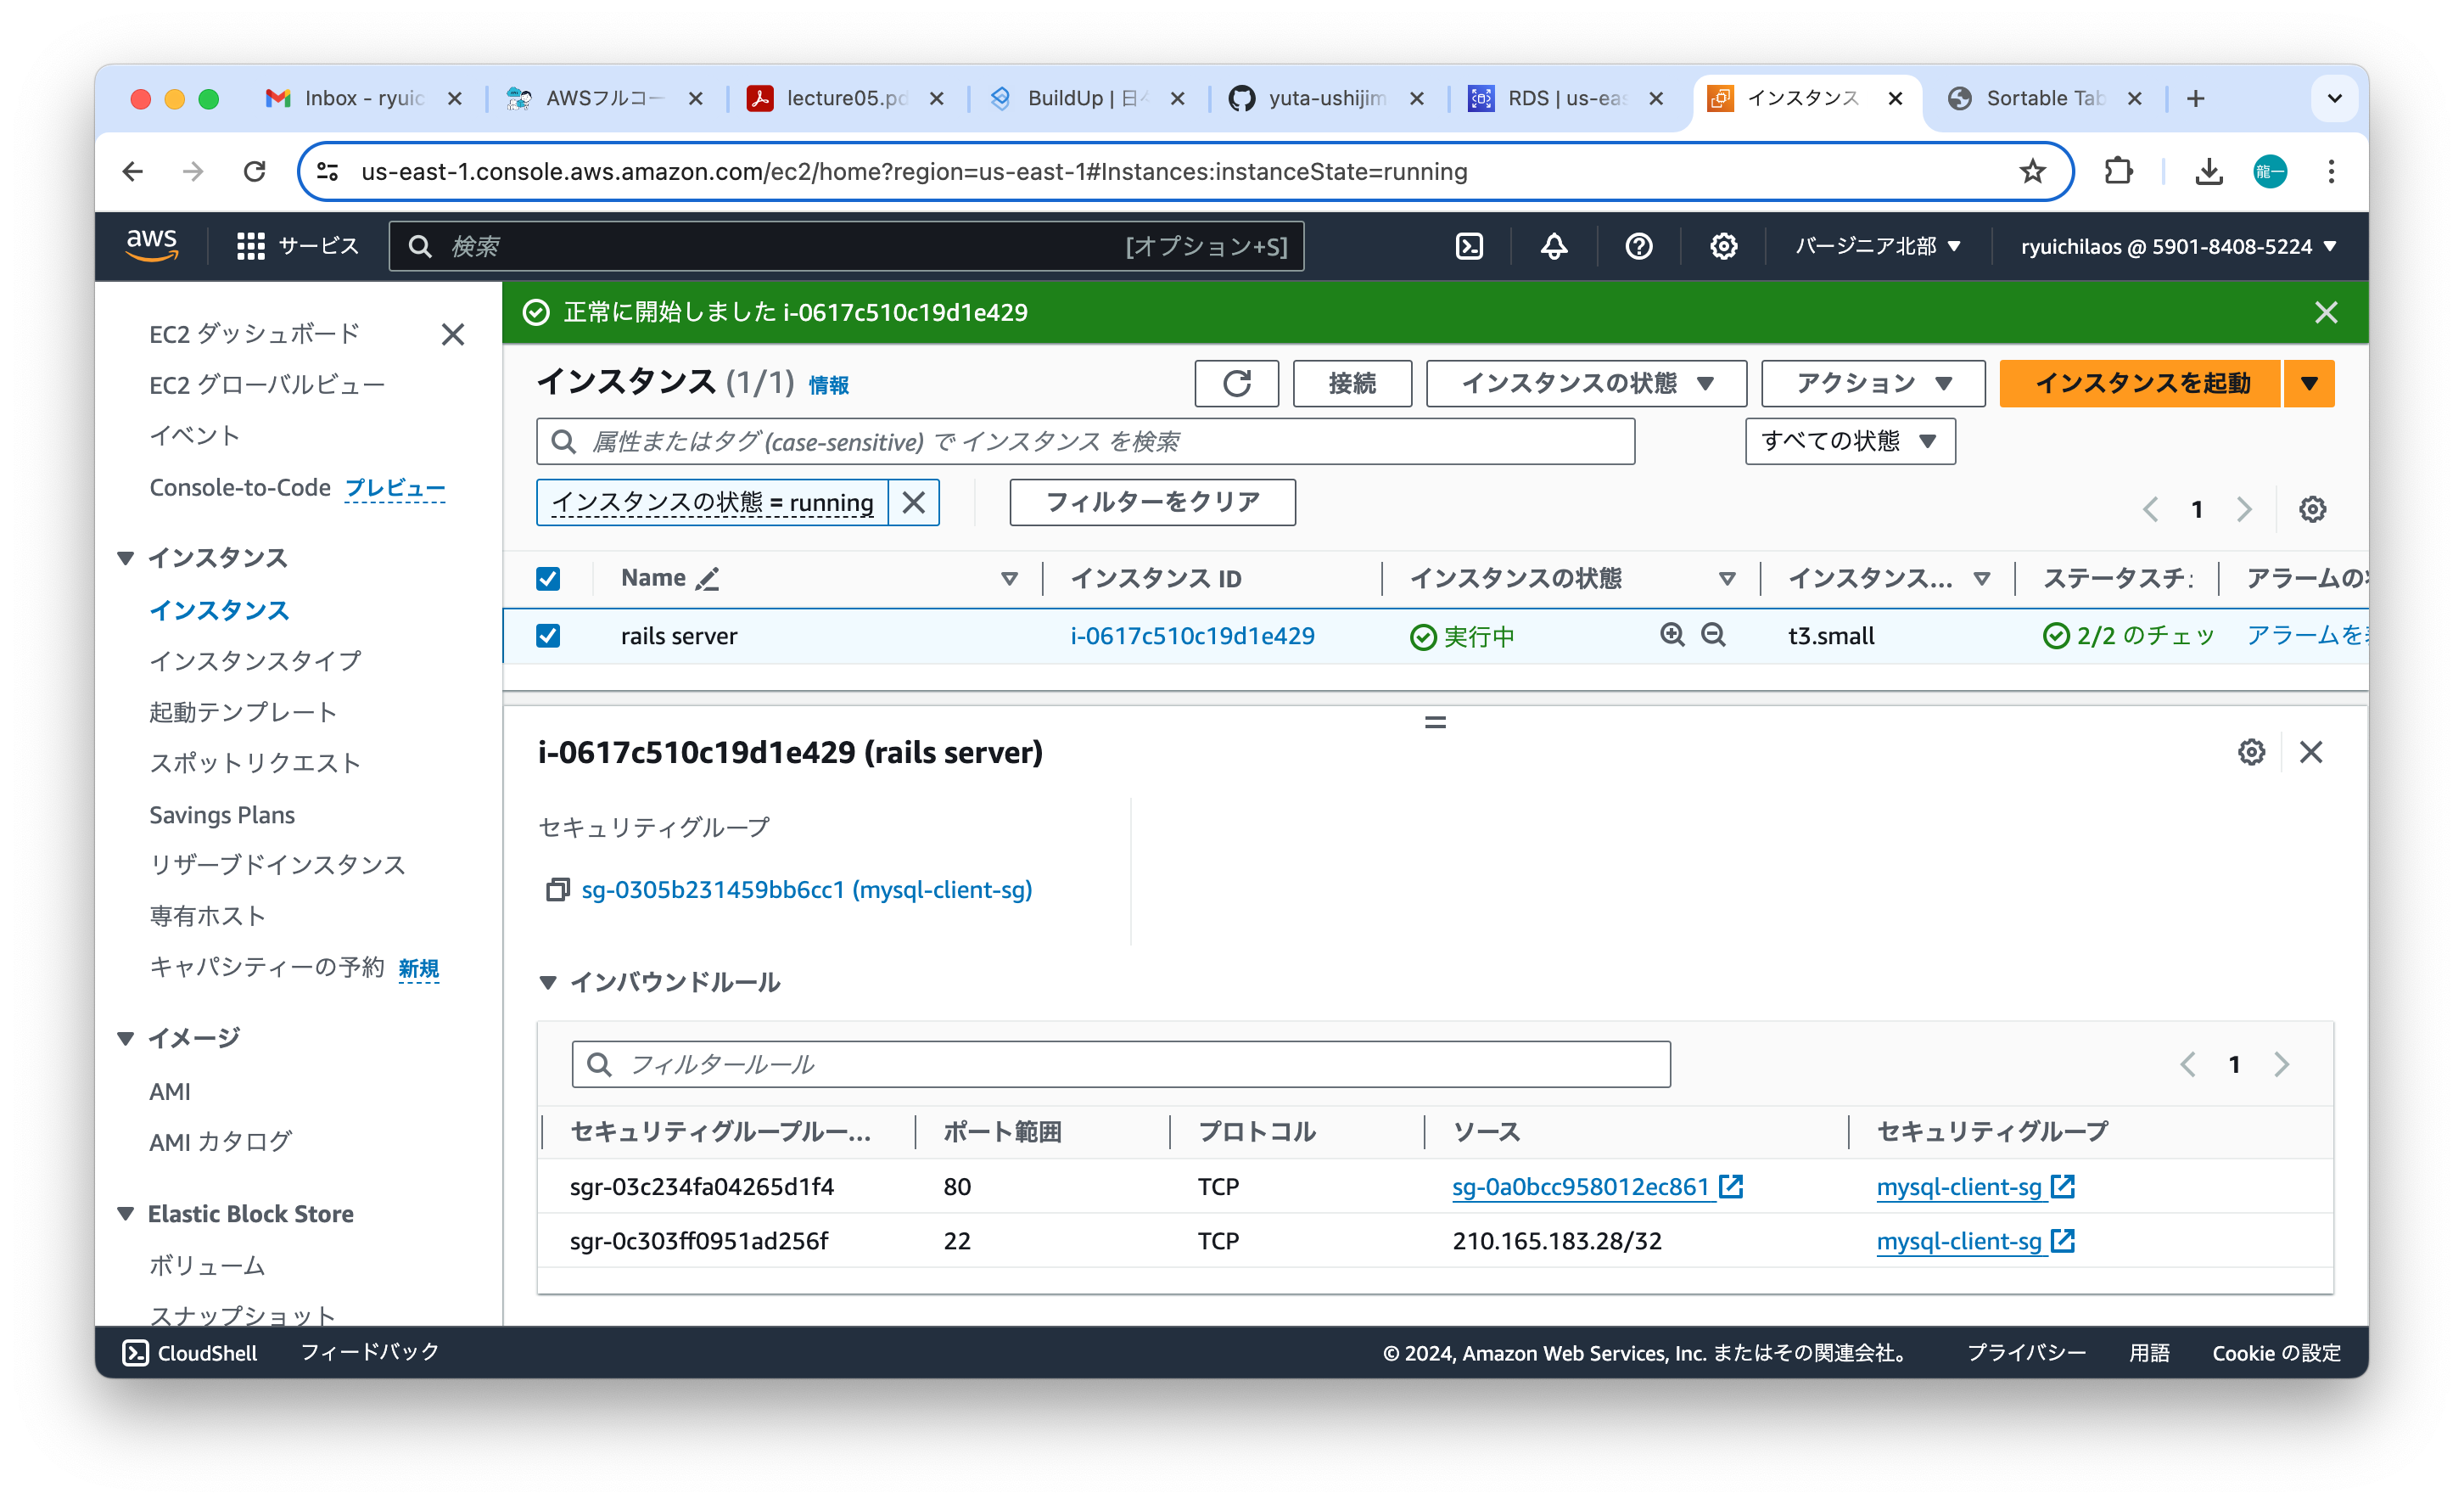 Inbox - ryuic
AWSフルコー
lecture05.pd
BuildUp | 日々
yuta-ushijim
RDS | us-eas
インスタンス
Sortable Tab
us-east-1.console.aws.amazon.com/ec2/home?region=us-east-1#Instances:instanceState=running
龍一
aws
サービス
検索
[オプション+S]
バージニア北部
ryuichilaos @ 5901-8408-5224
正常に開始しました i-0617c510c19d1e429
EC2 ダッシュボード
EC2 グローバルビュー
イベント
Console-to-Code プレビュー
インスタンス
インスタンス
インスタンスタイプ
起動テンプレート
スポットリクエスト
Savings Plans
リザーブドインスタンス
専有ホスト
キャパシティーの予約 新規
イメージ
AMI
AMI カタログ
Elastic Block Store
ボリューム
スナップショット
インスタンス (1/1) 情報
接続
インスタンスの状態
アクション
インスタンスを起動
属性またはタグ (case-sensitive) で インスタンス を検索
すべての状態
インスタンスの状態 = running
フィルターをクリア
1
Name
インスタンス ID
インスタンスの状態
インスタンス...
ステータスチ
アラームの
rails server
i-0617c510c19d1e429
実行中
t3.small
2/2 のチェッ
アラームを
i-0617c510c19d1e429 (rails server)
セキュリティグループ
sg-0305b231459bb6cc1 (mysql-client-sg)
インバウンドルール
フィルタールール
1
セキュリティグループルー...
ポート範囲
プロトコル
ソース
セキュリティグループ
sgr-03c234fa04265d1f4
80
TCP
sg-0a0bcc958012ec861
mysql-client-sg
sgr-0c303ff0951ad256f
22
TCP
210.165.183.28/32
mysql-client-sg
CloudShell
フィードバック
© 2024, Amazon Web Services, Inc. またはその関連会社。
プライバシー
用語
Cookie の設定